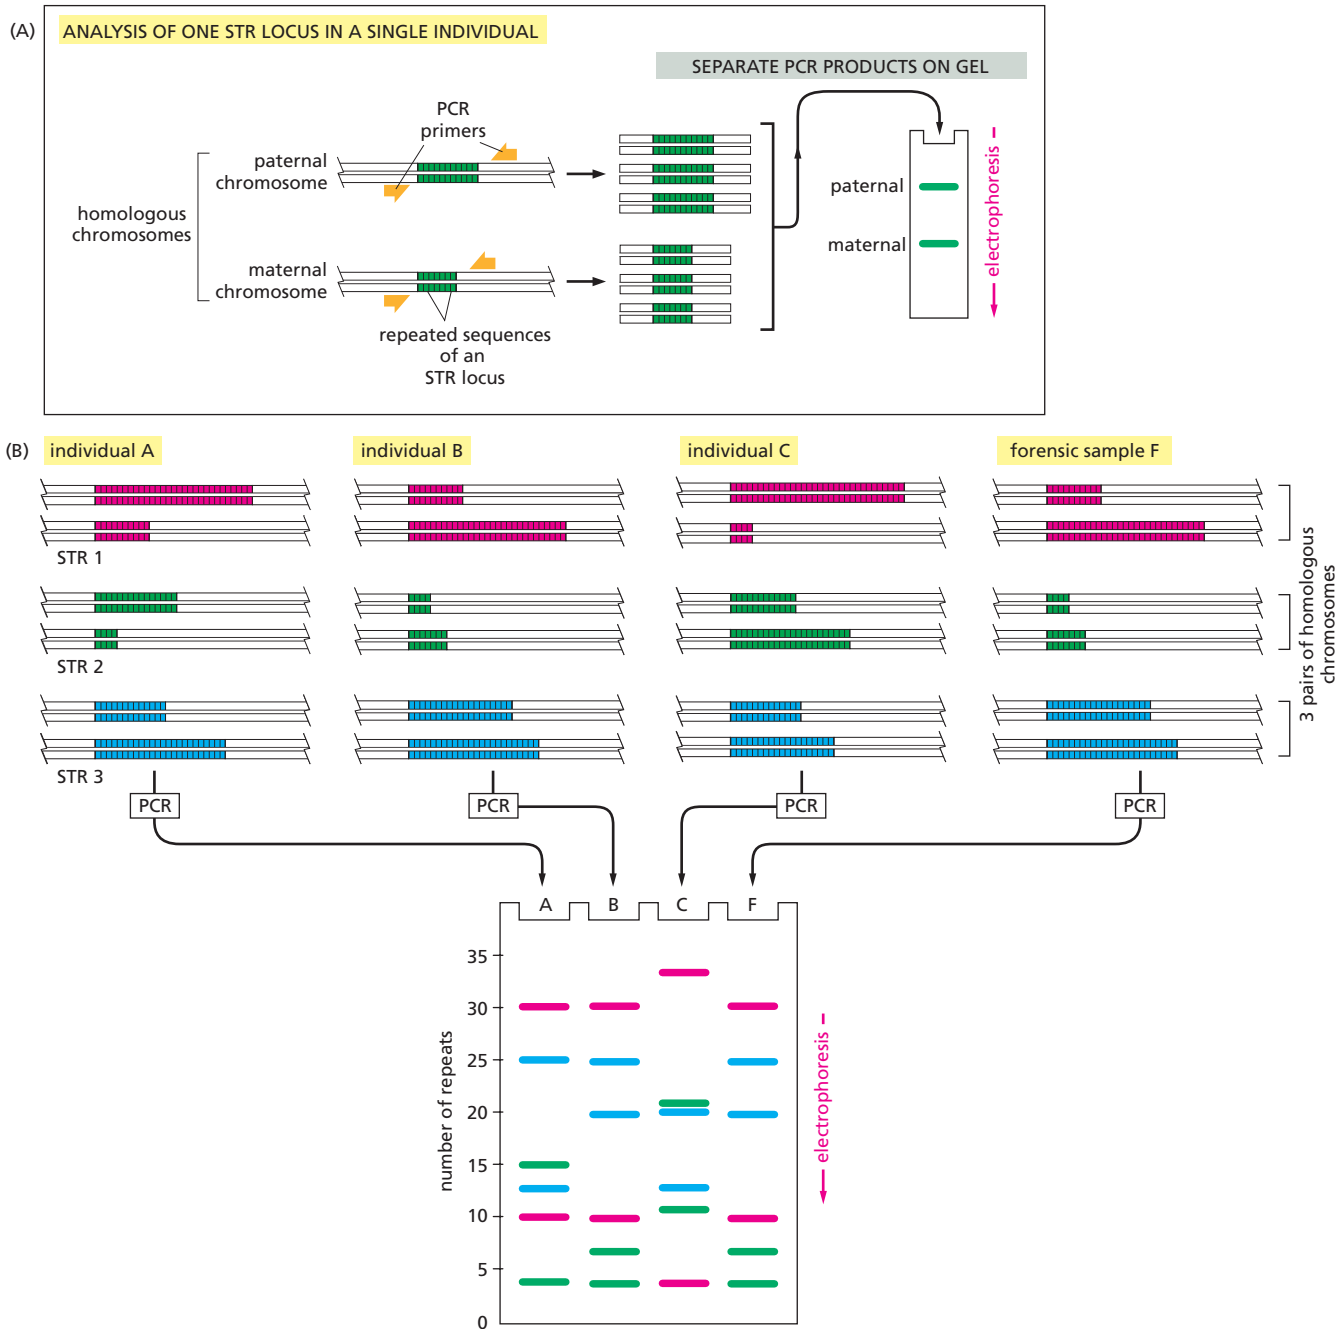 (A)
ANALYSIS OF ONE STR LOCUS IN A SINGLE INDIVIDUAL
SEPARATE PCR PRODUCTS ON GEL
PCR
primers
paternal
chromosome
homologous
chromosomes
maternal
chromosome
repeated sequences
of an
STR locus
paternal
maternal
electrophoresis
(B)
individual A
individual B
individual C
forensic sample F
STR 1
STR 2
STR 3
3 pairs of homologous
chromosomes
PCR
PCR
PCR
PCR
A
B
C
F
number of repeats
35
30
25
20
15
10
5
0
electrophoresis